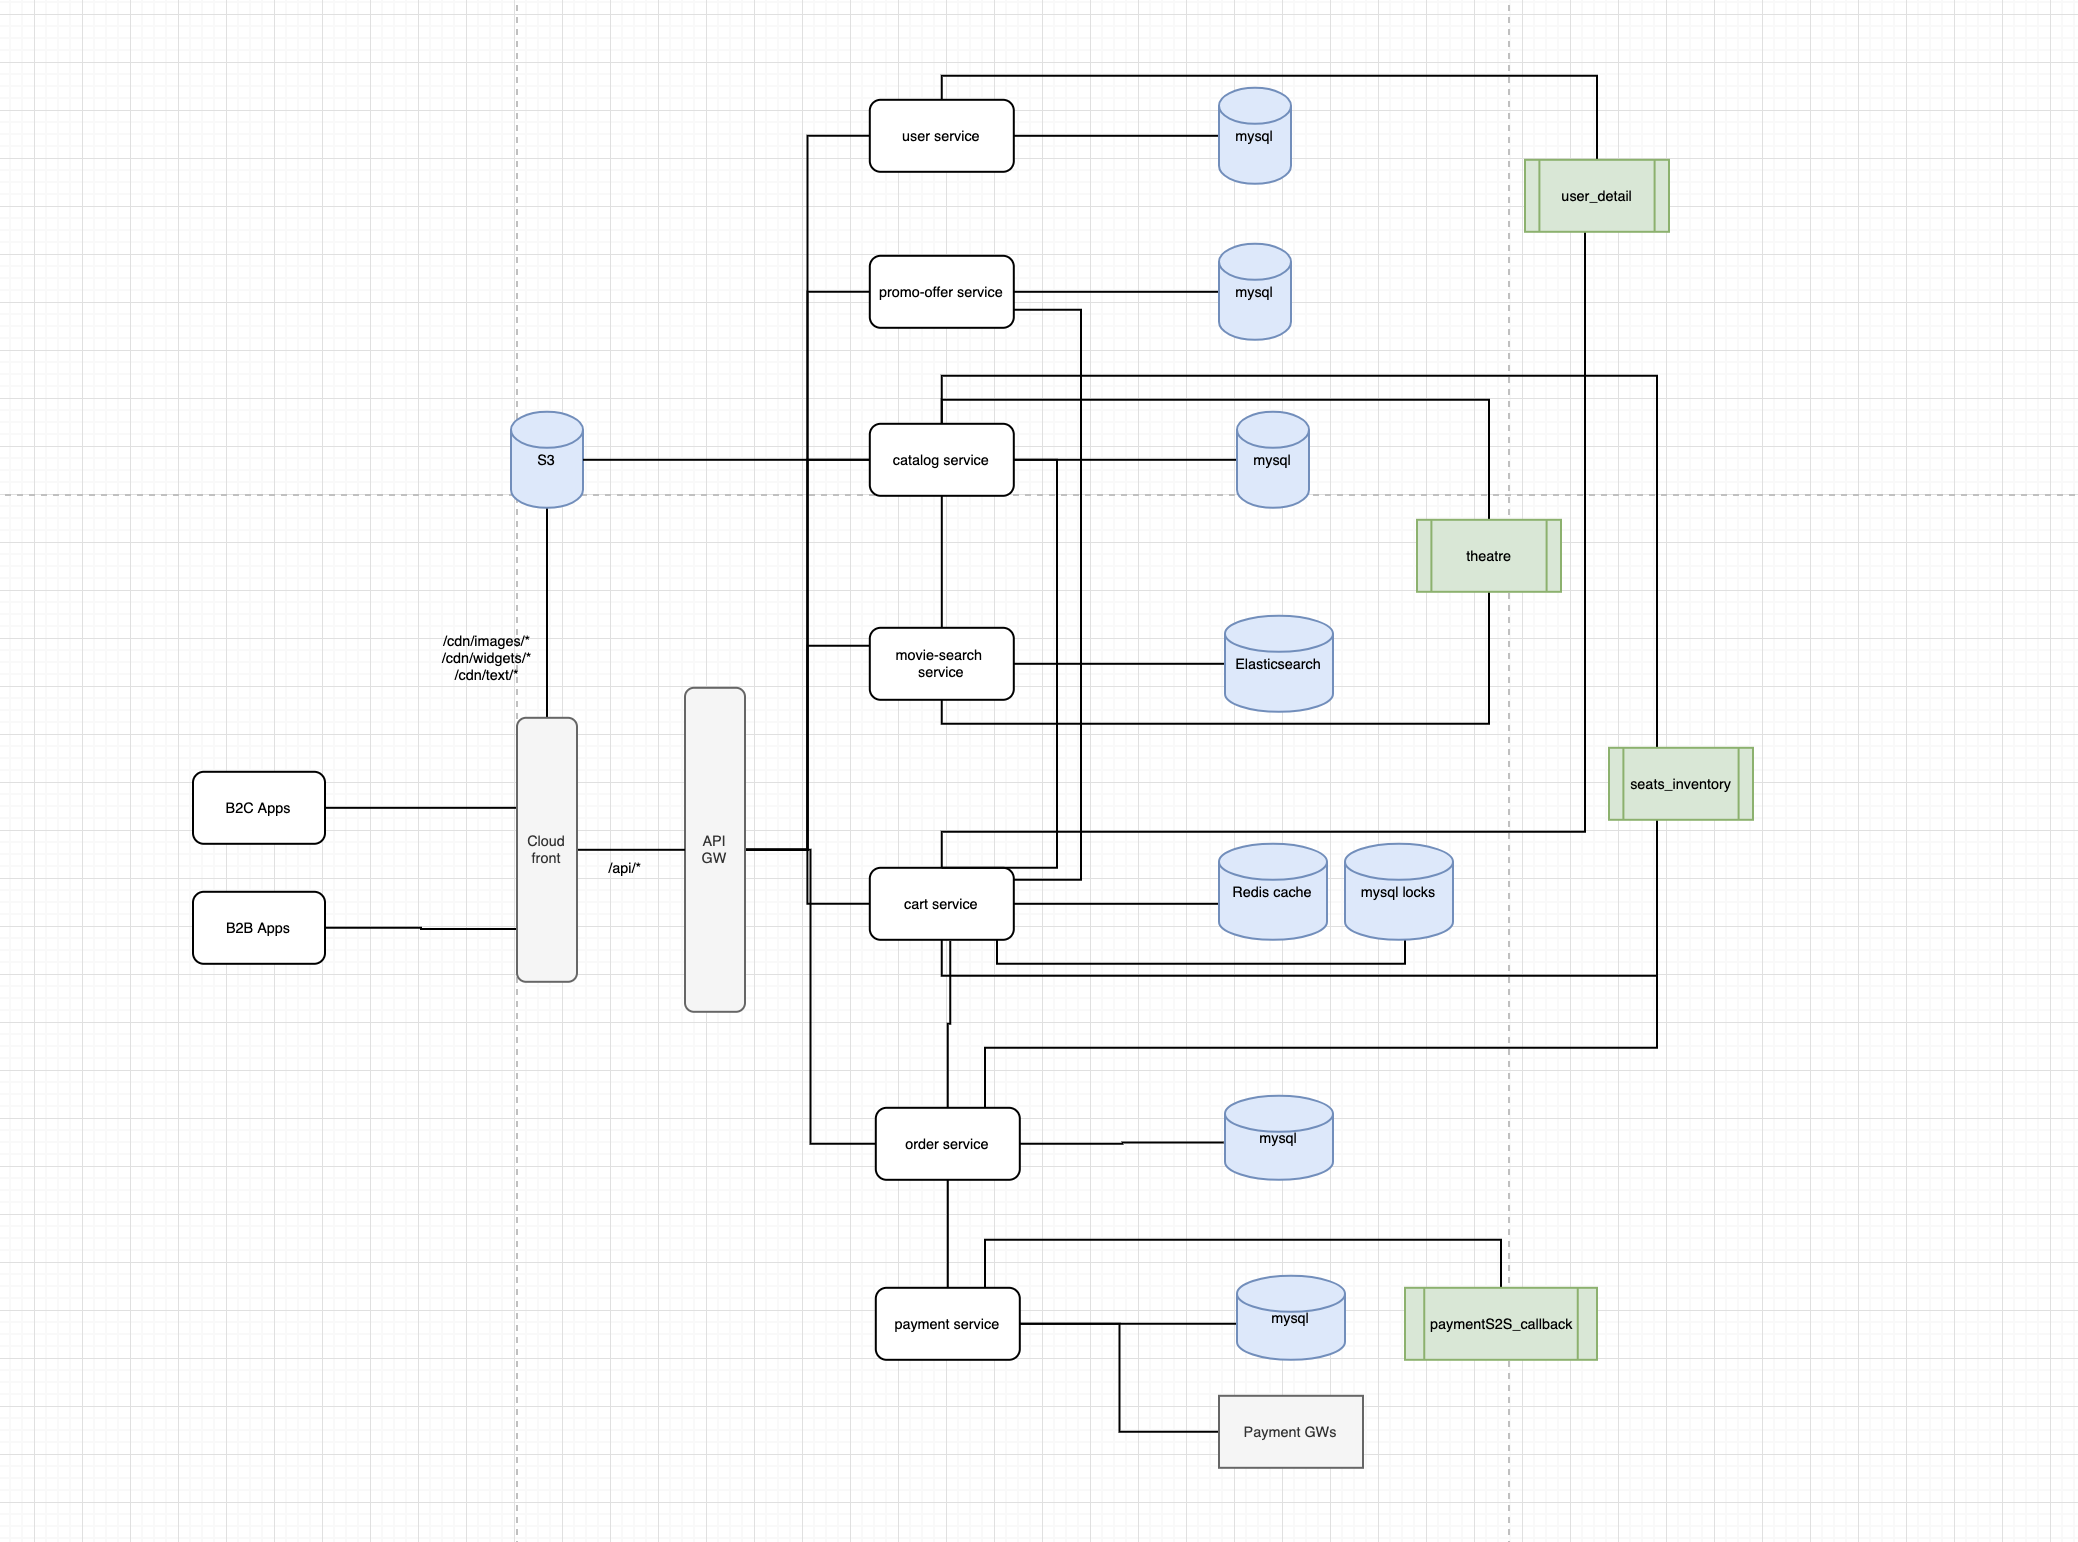 user service
mysql
user_detail
promo-offer service
mysql
S3
catalog service
mysql
theatre
/cdn/images/*
/cdn/widgets/*
/cdn/text/*
movie-search
service
Elasticsearch
seats_inventory
B2C Apps
Cloud
front
/api/*
API
GW
B2B Apps
cart service
Redis cache
mysql locks
order service
mysql
payment service
mysql
paymentS2S_callback
Payment GWs